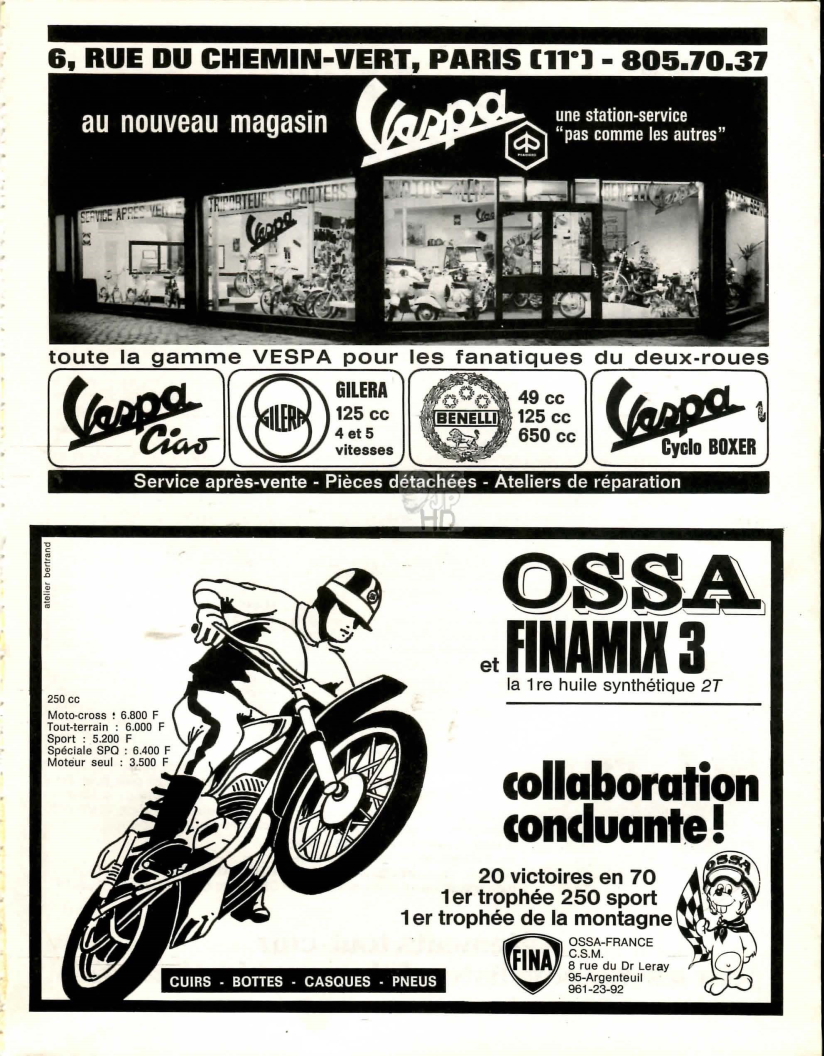 6, RUE DU CHEMIN-VERT, PARIS (11e) - 805.70.37
au nouveau magasin
Vespa
PIAGGIO
une station-service
"pas comme les autres"
SERVICE APRES VENTE
TRIPORTEURS SCOOTERS
Vespa
toute la gamme VESPA pour les fanatiques du deux-roues
Vespa
Ciao
GILERA
GILERA
125 cc
4 et 5
vitesses
BENELLI
49 cc
125 cc
650 cc
Vespa
Cyclo BOXER
Service après-vente - Pièces détachées - Ateliers de réparation
HD
atelier bertrand
OSSA
et FINAMIX 3
la 1re huile synthétique 2T
250 cc
Moto-cross : 6.800 F
Tout-terrain : 6.000 F
Sport : 5.200 F
Spéciale SPQ : 6.400 F
Moteur seul : 3.500 F
collaboration
concluante!
20 victoires en 70
1er trophée 250 sport
1er trophée de la montagne
OSSA
FINA
OSSA-FRANCE
C.S.M.
8 rue du Dr Leray
95-Argenteuil
961-23-92
CUIRS - BOTTES - CASQUES - PNEUS